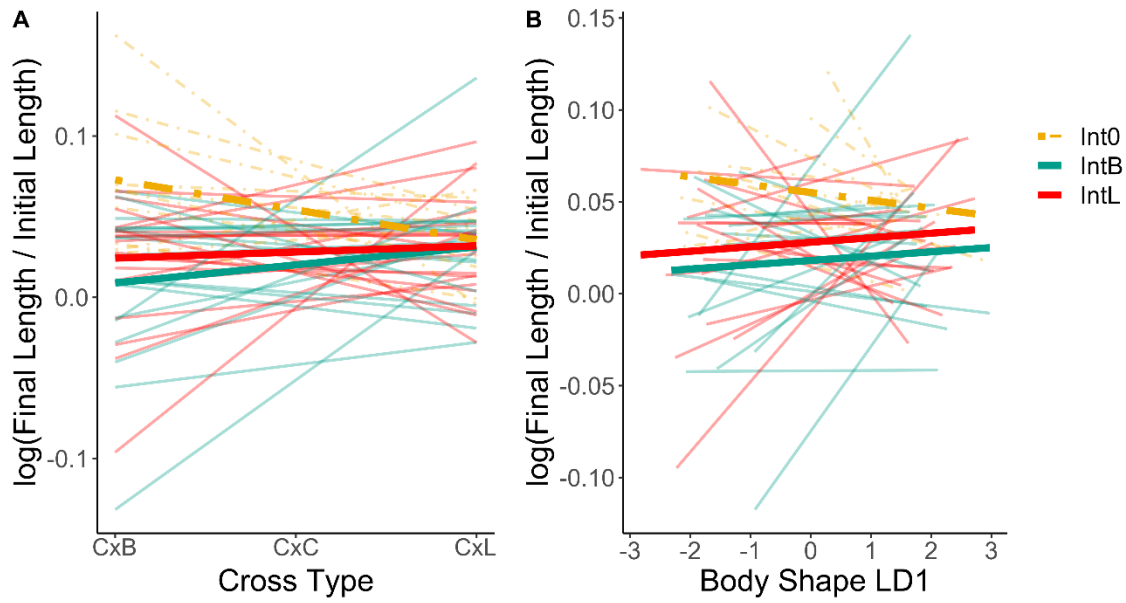 A
log(Final Length / Initial Length)
0.1
0.0
-0.1
CxB CxC CxL
Cross Type
B
log(Final Length / Initial Length)
0.15
0.10
0.05
0.00
-0.05
-0.10
-3 -2 -1 0 1 2 3
Body Shape LD1
Int0
IntB
IntL